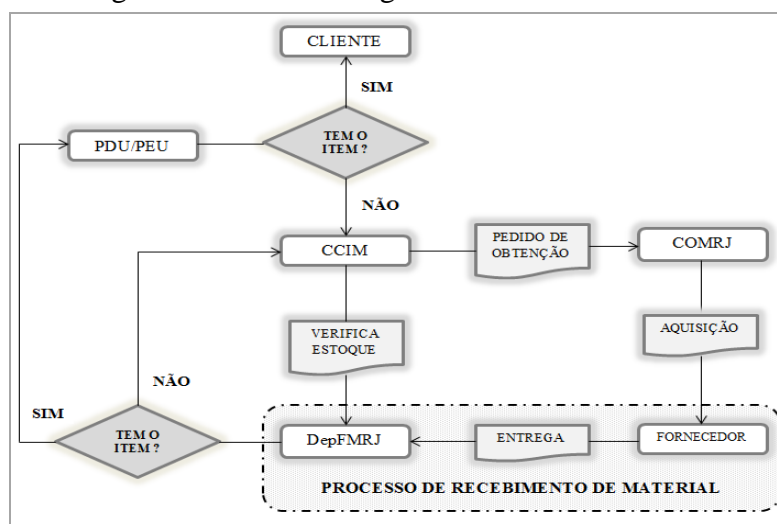 CLIENTE
SIM
TEM O
ITEM ?
PDU/PEU
NÃO
CCIM
PEDIDO DE
OBTENÇÃO
COMRJ
VERIFICA
ESTOQUE
AQUISIÇÃO
NÃO
SIM
TEM O
ITEM ?
DepFMRJ
ENTREGA
FORNECEDOR
PROCESSO DE RECEBIMENTO DE MATERIAL